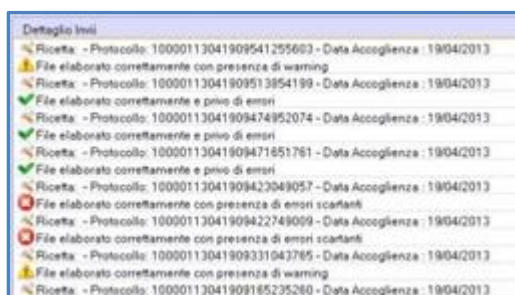 Dettaglio Invii
Ricetta: - Protocollo: 10000113041909541255603 - Data Accoglienza : 19/04/2013
File elaborato correttamente con presenza di warning
Ricetta: - Protocollo: 10000113041909513854199 - Data Accoglienza : 19/04/2013
File elaborato correttamente e privo di errori
Ricetta: - Protocollo: 10000113041909474952074 - Data Accoglienza : 19/04/2013
File elaborato correttamente e privo di errori
Ricetta: - Protocollo: 10000113041909471651761 - Data Accoglienza : 19/04/2013
File elaborato correttamente e privo di errori
Ricetta: - Protocollo: 10000113041909423049057 - Data Accoglienza : 19/04/2013
File elaborato correttamente con presenza di errori scartanti
Ricetta: - Protocollo: 10000113041909422749009 - Data Accoglienza : 19/04/2013
File elaborato correttamente con presenza di errori scartanti
Ricetta: - Protocollo: 10000113041909331043765 - Data Accoglienza : 19/04/2013
File elaborato correttamente con presenza di warning
Ricetta: - Protocollo: 10000113041909165235260 - Data Accoglienza : 19/04/2013